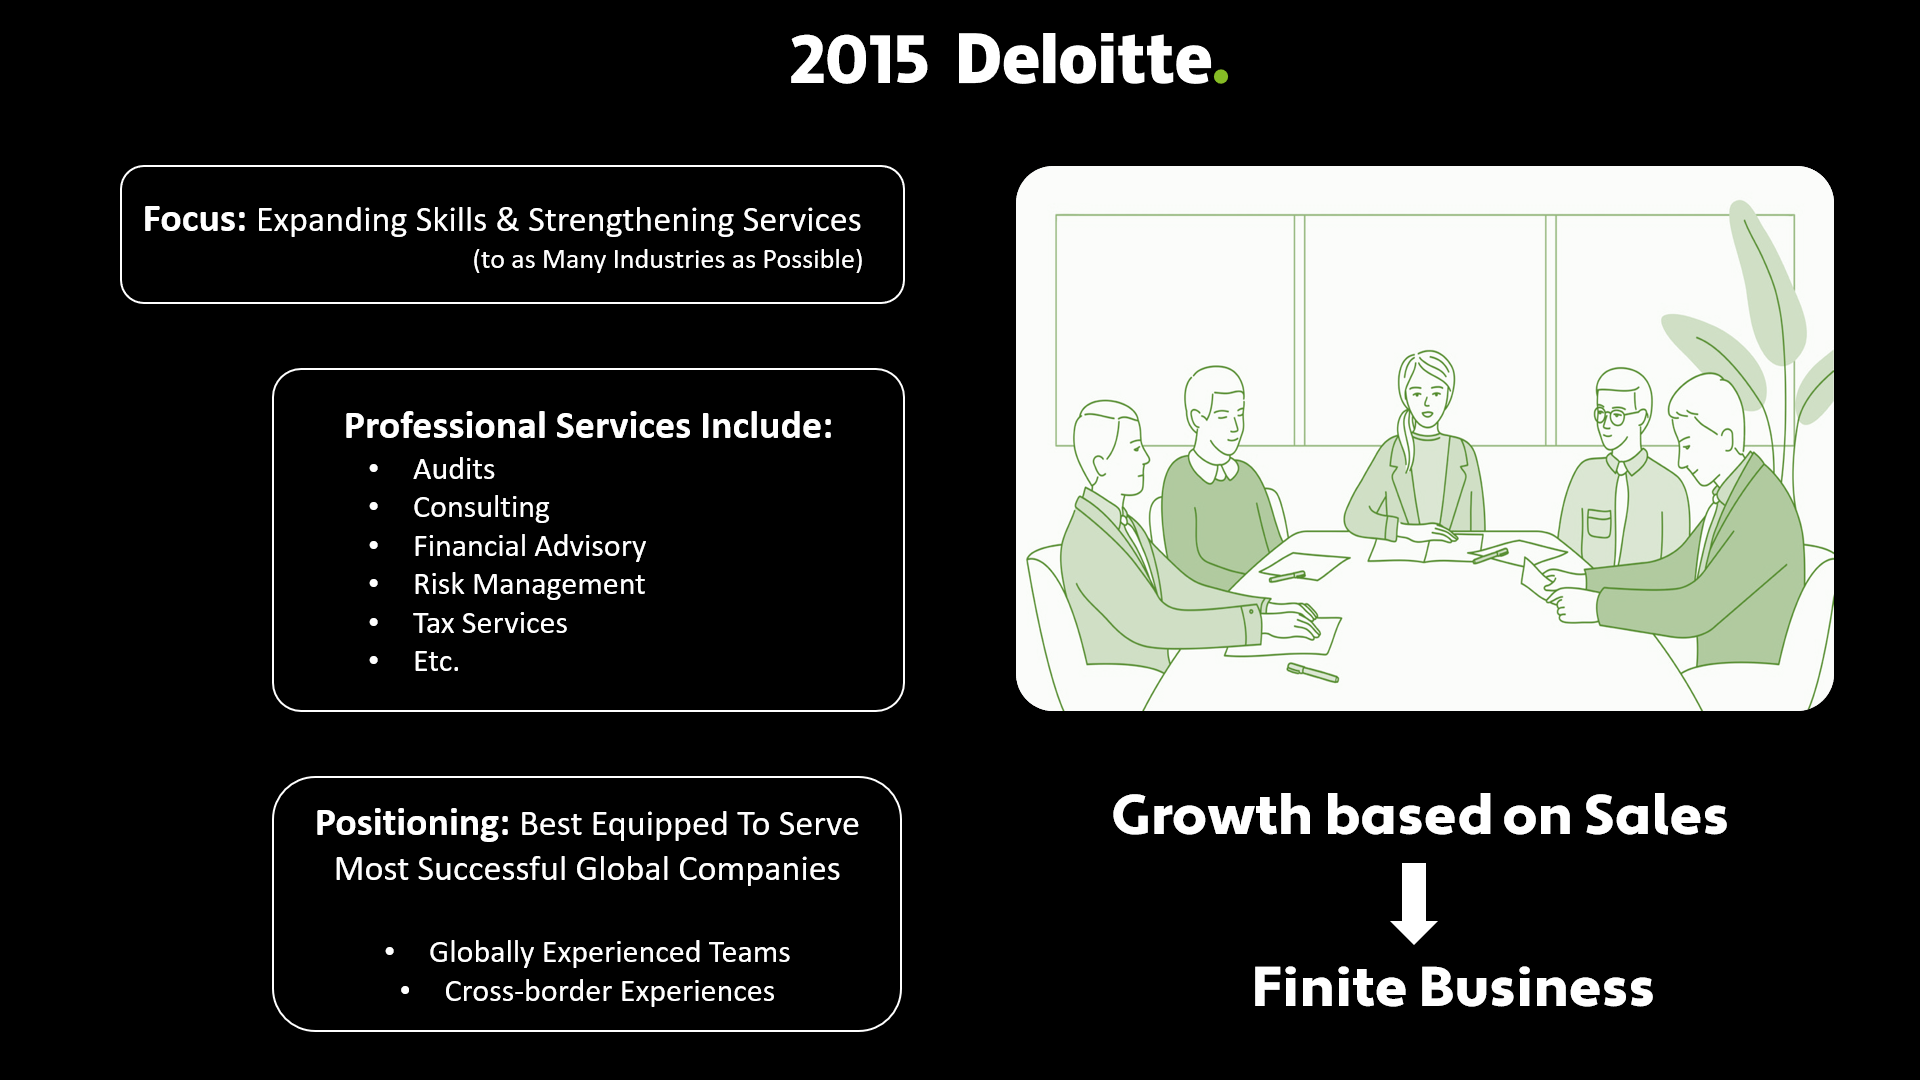 2015 Deloitte.
Focus: Expanding Skills & Strengthening Services
(to as Many Industries as Possible)
Professional Services Include:
• Audits
• Consulting
• Financial Advisory
• Risk Management
• Tax Services
• Etc.
Positioning: Best Equipped To Serve
Most Successful Global Companies
• Globally Experienced Teams
• Cross-border Experiences
Growth based on Sales
Finite Business